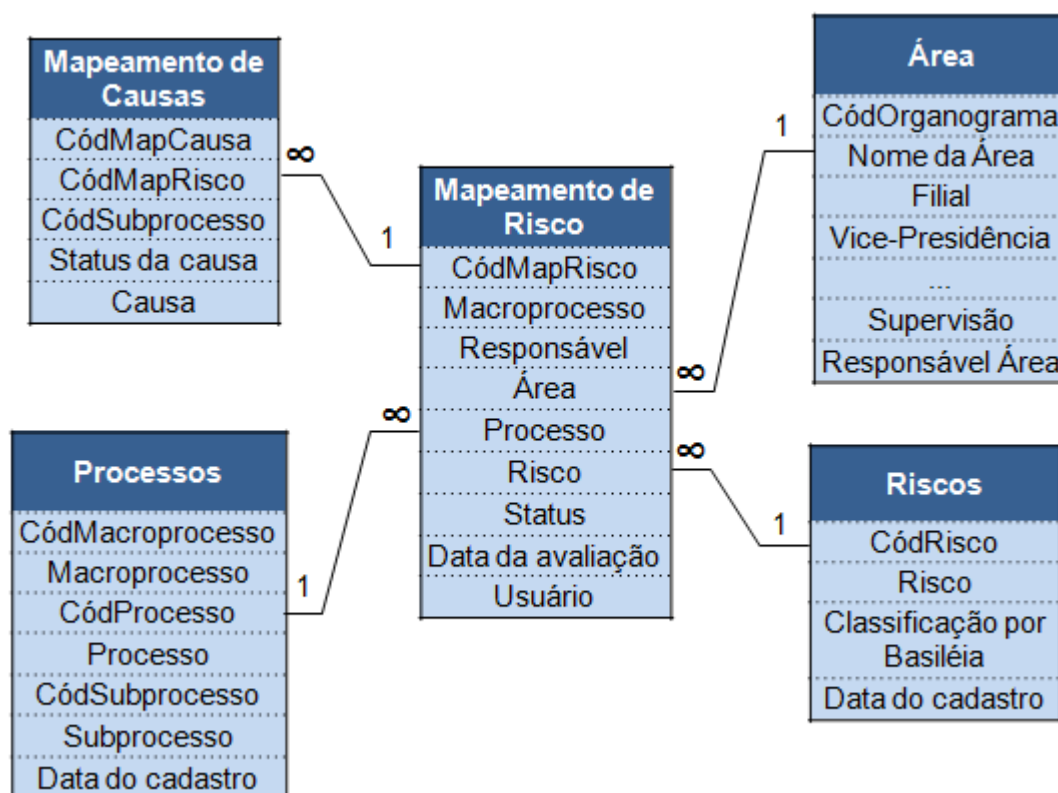 Mapeamento de
Causas
CódMapCausa
CódMapRisco
CódSubprocesso
Status da causa
Causa
∞
1
Mapeamento de
Risco
CódMapRisco
Macroprocesso
Responsável
Área
Processo
Risco
Status
Data da avaliação
Usuário
Área
CódOrganograma
Nome da Área
Filial
Vice-Presidência
...
Supervisão
Responsável Área
1
∞
Processos
CódMacroprocesso
Macroprocesso
CódProcesso
Processo
CódSubprocesso
Subprocesso
Data do cadastro
1
∞
Riscos
CódRisco
Risco
Classificação por
Basiléia
Data do cadastro
1
∞